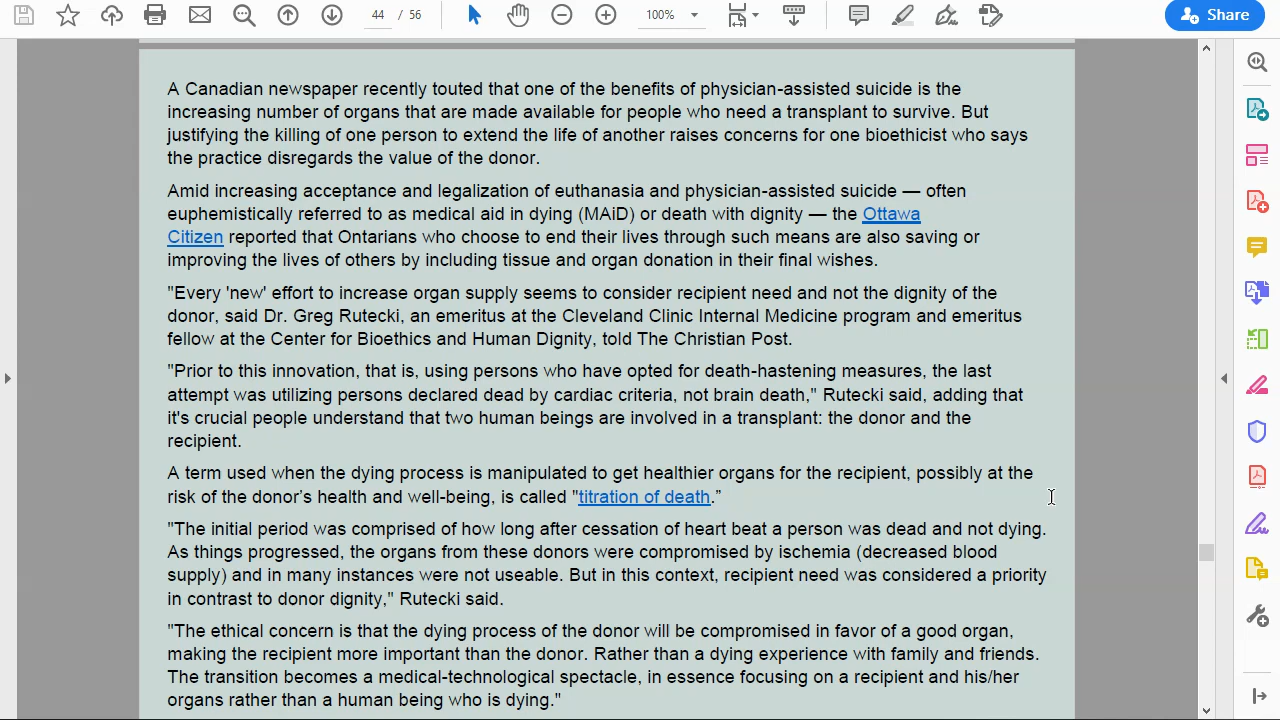 44 / 56
100%
Share
A Canadian newspaper recently touted that one of the benefits of physician-assisted suicide is the
increasing number of organs that are made available for people who need a transplant to survive. But
justifying the killing of one person to extend the life of another raises concerns for one bioethicist who says
the practice disregards the value of the donor.
Amid increasing acceptance and legalization of euthanasia and physician-assisted suicide — often
euphemistically referred to as medical aid in dying (MAiD) or death with dignity — the Ottawa
Citizen reported that Ontarians who choose to end their lives through such means are also saving or
improving the lives of others by including tissue and organ donation in their final wishes.
"Every 'new' effort to increase organ supply seems to consider recipient need and not the dignity of the
donor, said Dr. Greg Rutecki, an emeritus at the Cleveland Clinic Internal Medicine program and emeritus
fellow at the Center for Bioethics and Human Dignity, told The Christian Post.
"Prior to this innovation, that is, using persons who have opted for death-hastening measures, the last
attempt was utilizing persons declared dead by cardiac criteria, not brain death," Rutecki said, adding that
it's crucial people understand that two human beings are involved in a transplant: the donor and the
recipient.
A term used when the dying process is manipulated to get healthier organs for the recipient, possibly at the
risk of the donor’s health and well-being, is called "titration of death.”
"The initial period was comprised of how long after cessation of heart beat a person was dead and not dying.
As things progressed, the organs from these donors were compromised by ischemia (decreased blood
supply) and in many instances were not useable. But in this context, recipient need was considered a priority
in contrast to donor dignity," Rutecki said.
"The ethical concern is that the dying process of the donor will be compromised in favor of a good organ,
making the recipient more important than the donor. Rather than a dying experience with family and friends.
The transition becomes a medical-technological spectacle, in essence focusing on a recipient and his/her
organs rather than a human being who is dying."